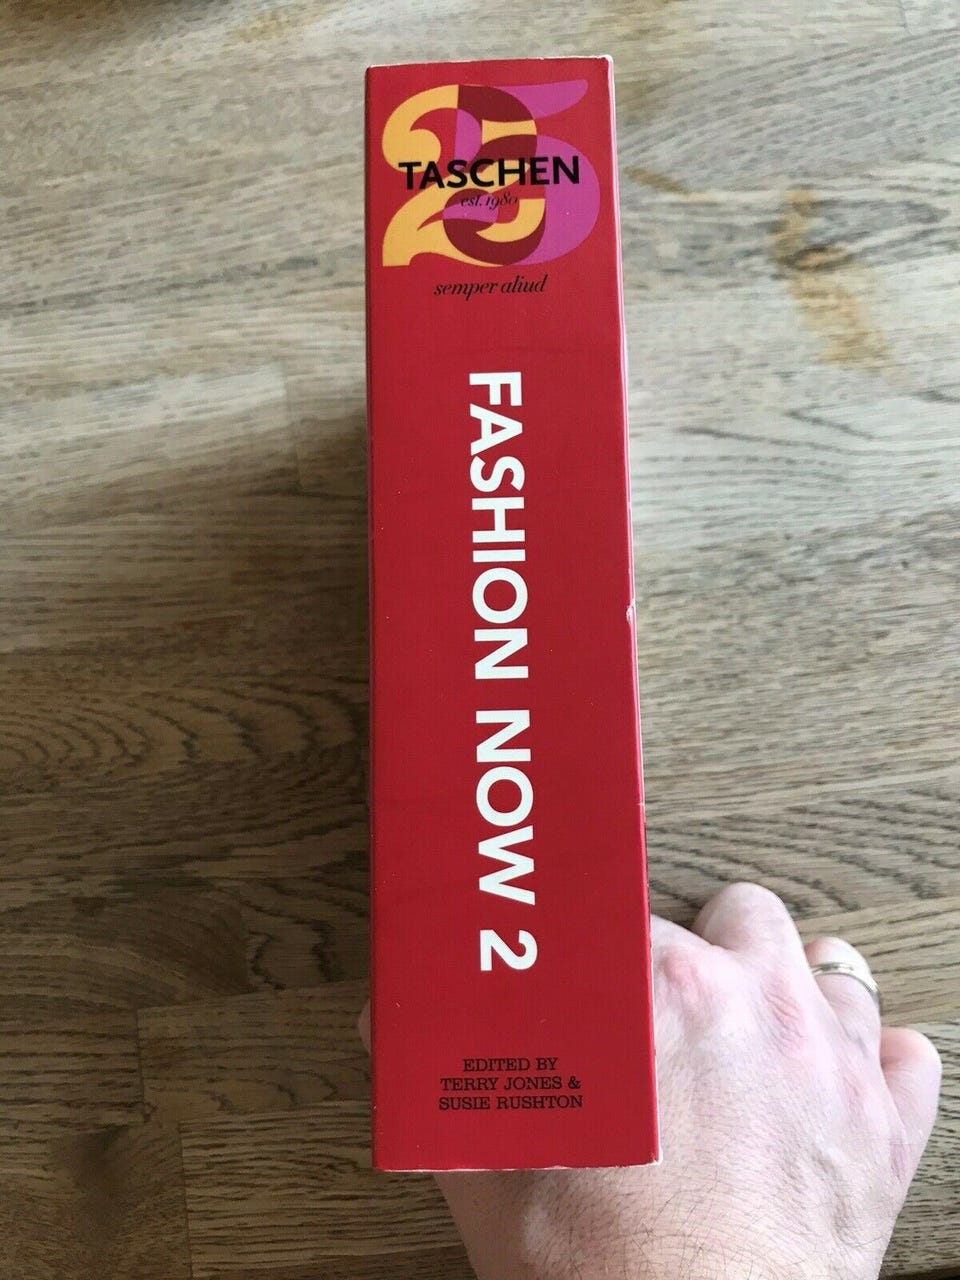 25
TASCHEN
est. 1980
semper aliud
FASHION NOW 2
EDITED BY
TERRY JONES &
SUSIE RUSHTON